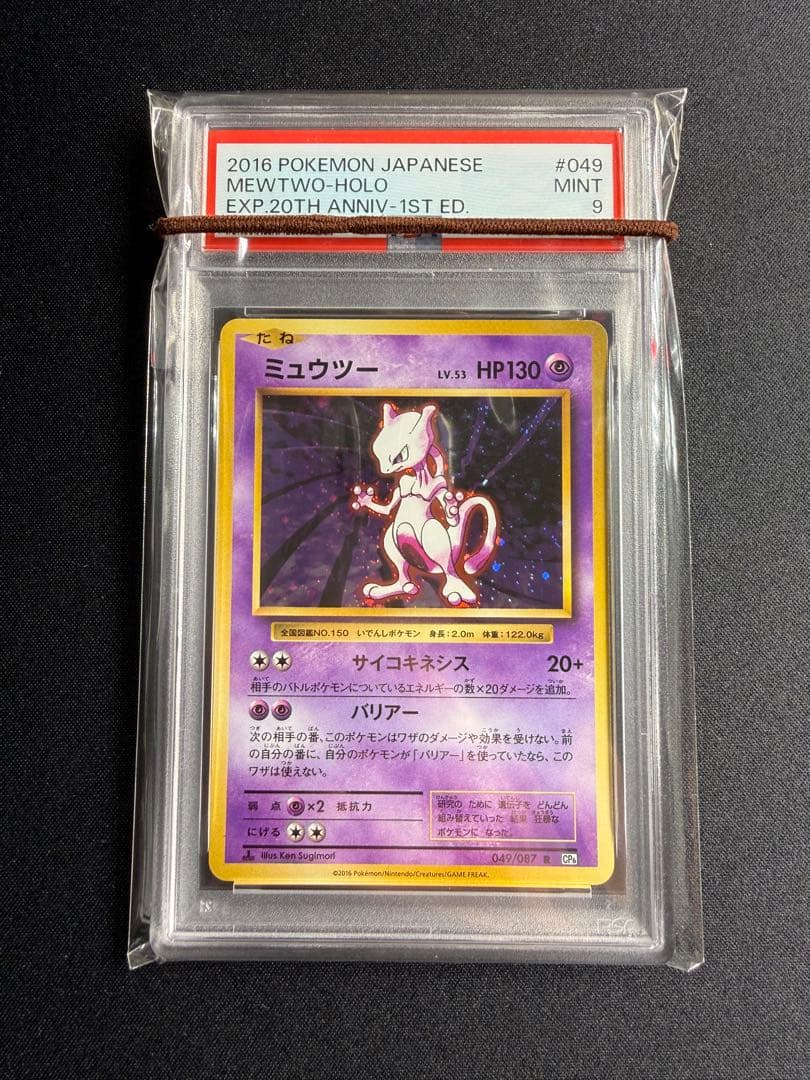 2016 POKEMON JAPANESE #049
MEWTWO-HOLO MINT
EXP.20TH ANNIV-1ST ED. 9
たね
ミュウツー LV.53 HP130
全国図鑑NO.150 いでんしポケモン 身長:2.0m 体重:122.0kg
サイコキネシス 20+
相手のバトルポケモンについているエネルギーの数×20ダメージを追加。
バリアー
次の相手の番、このポケモンはワザのダメージや効果を受けない。前
の自分の番に、自分のポケモンが「バリアー」を使っていたなら、この
ワザは使えない。
弱点 ×2 抵抗力
にげる
研究の ために 遺伝子を どんどん
組み替えていった 結果 狂暴な
ポケモンに なった。
1 Illus.Ken Sugimori 049/087 R CP6
©2016 Pokémon/Nintendo/Creatures/GAME FREAK.